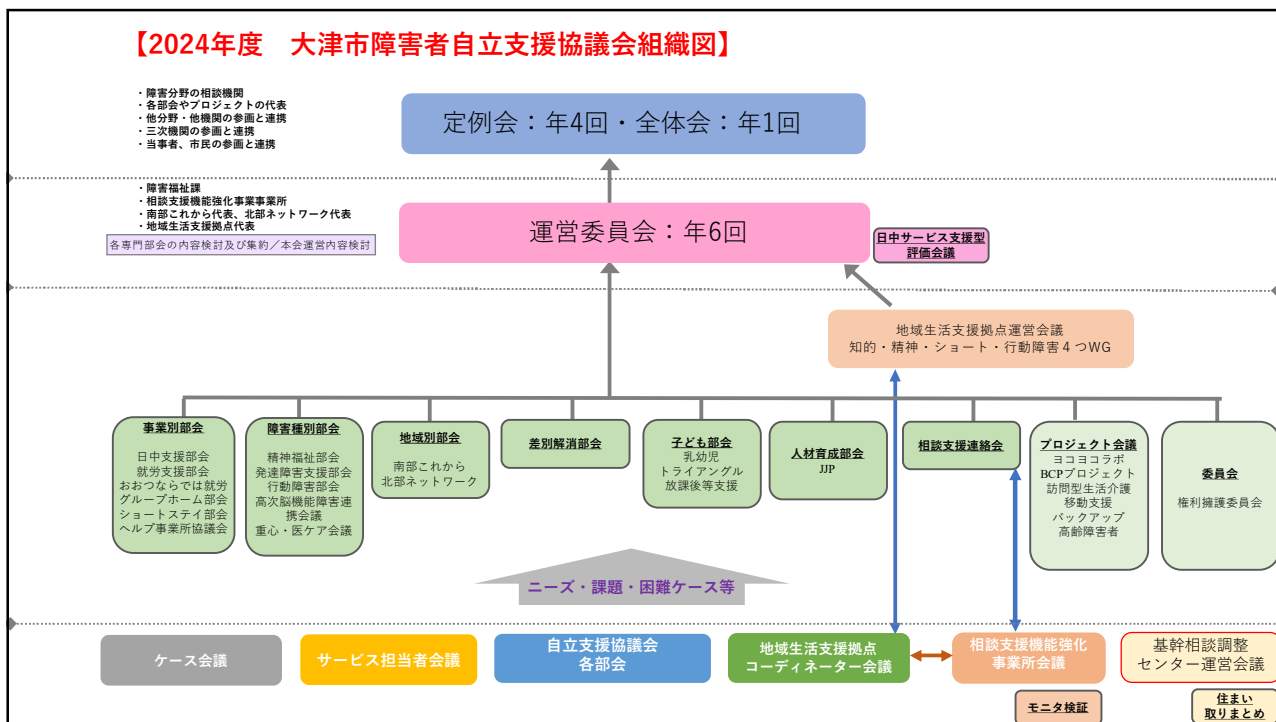 【2024年度　大津市障害者自立支援協議会組織図】
・障害分野の相談機関
・各部会やプロジェクトの代表
・他分野・他機関の参画と連携
・三次機関の参画と連携
・当事者、市民の参画と連携
定例会：年4回・全体会：年1回
・障害福祉課
・相談支援機能強化事業事業所
・南部これから代表、北部ネットワーク代表
・地域生活支援拠点代表
各専門部会の内容検討及び集約／本会運営内容検討
運営委員会：年6回
日中サービス支援型
評価会議
地域生活支援拠点運営会議
知的・精神・ショート・行動障害４つWG
事業別部会
日中支援部会
就労支援部会
おおつならでは就労
グループホーム部会
ショートステイ部会
ヘルプ事業所協議会
障害種別部会
精神福祉部会
発達障害支援部会
行動障害部会
高次脳機能障害連
携会議
重心・医ケア会議
地域別部会
南部これから
北部ネットワーク
差別解消部会
子ども部会
乳幼児
トライアングル
放課後等支援
人材育成部会
JJP
相談支援連絡会
プロジェクト会議
ヨコヨコラボ
BCPプロジェクト
訪問型生活介護
移動支援
バックアップ
高齢障害者
委員会
権利擁護委員会
ニーズ・課題・困難ケース等
ケース会議
サービス担当者会議
自立支援協議会
各部会
地域生活支援拠点
コーディネーター会議
相談支援機能強化
事業所会議
基幹相談調整
センター運営会議
モニタ検証
住まい
取りまとめ